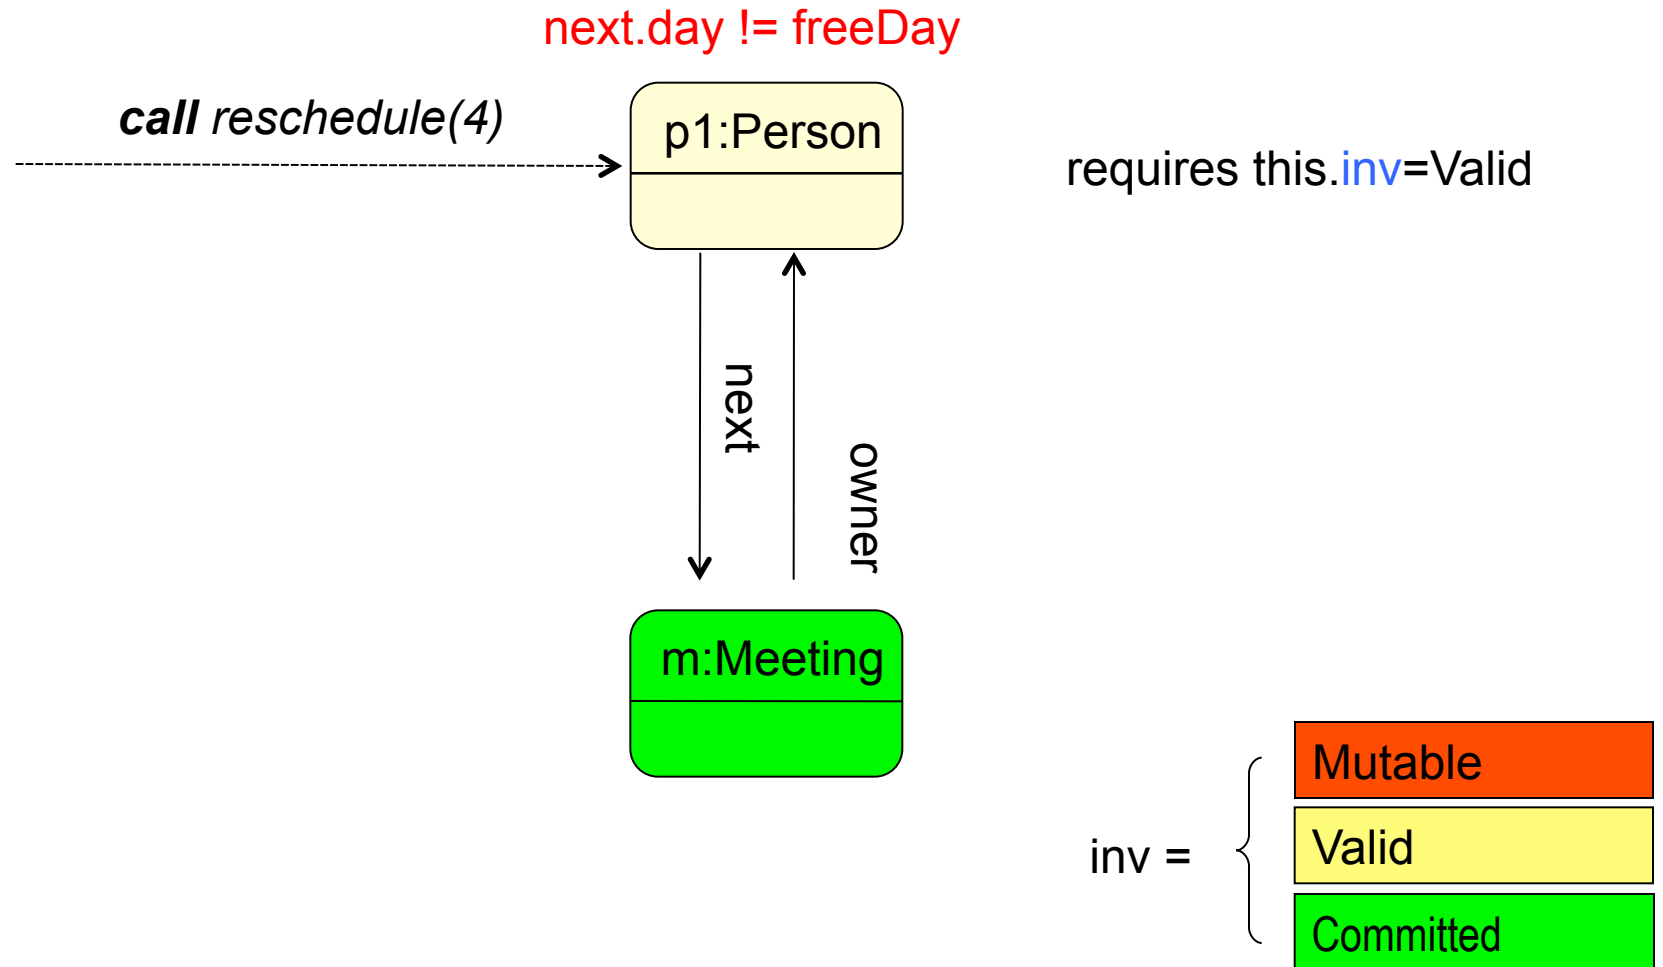 next.day != freeDay
call reschedule(4)
p1:Person
requires this.inv=Valid
next
owner
m:Meeting
inv =
Mutable
Valid
Committed